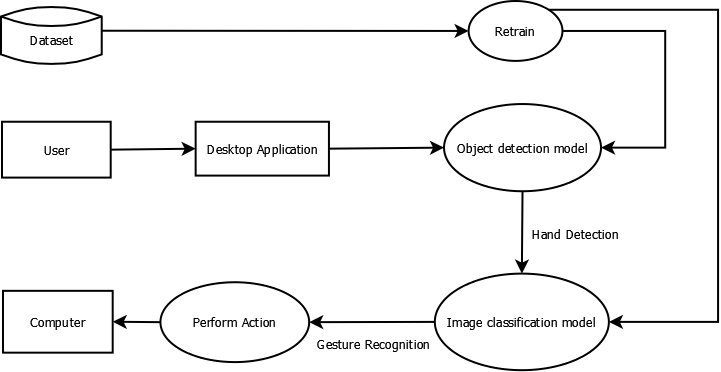 Dataset
Retrain
User
Desktop Application
Object detection model
Hand Detection
Computer
Perform Action
Image classification model
Gesture Recognition